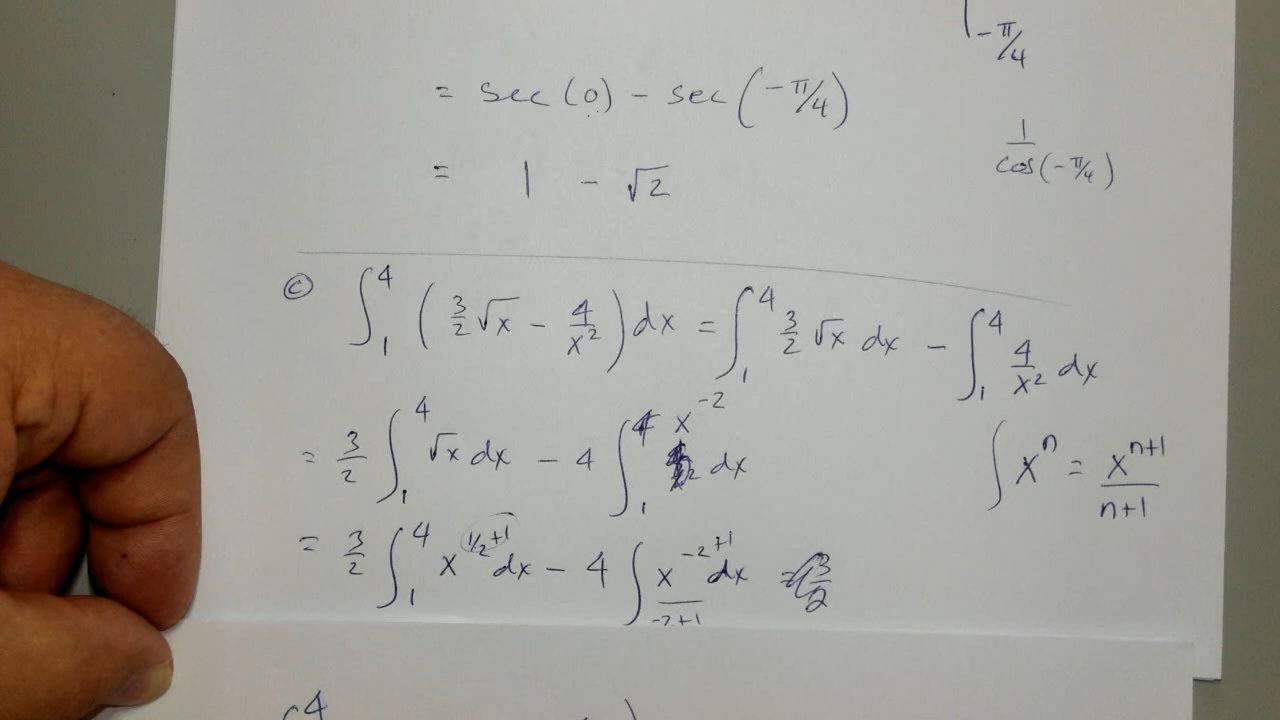 -π/4
= sec(0) - sec(-π/4)
1/cos(-π/4)
= 1 - √2
ⓒ ∫₁⁴ (3/2 √x - 4/x²) dx = ∫₁⁴ 3/2 √x dx - ∫₁⁴ 4/x² dx
= 3/2 ∫₁⁴ √x dx - 4 ∫₁⁴ x⁻² dx
∫ xⁿ = xⁿ⁺¹/n+1
= 3/2 ∫₁⁴ x^(1/2+1) dx - 4 ∫ x^(-2+1)/-2+1 dx = 3/2
4